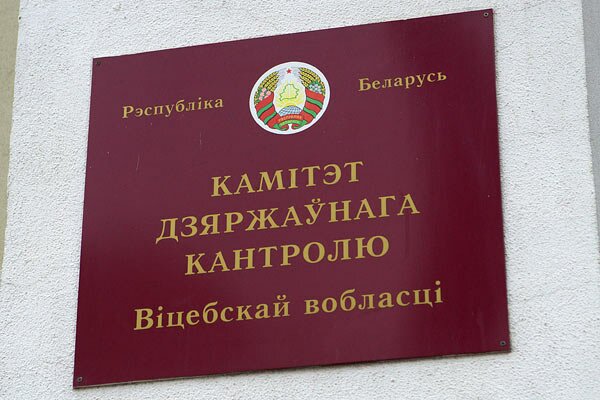 Рэспубліка Беларусь
КАМІТЭТ
ДЗЯРЖАЎНАГА
КАНТРОЛЮ
Віцебскай вобласці